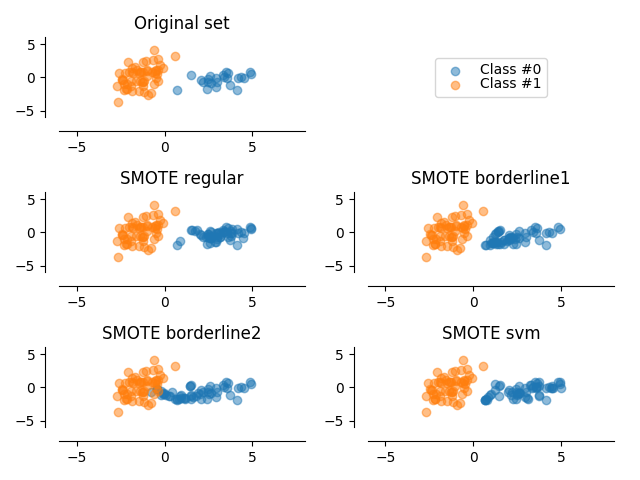 Original set
5
0
−5
−5 0 5
Class #0
Class #1
SMOTE regular
5
0
−5
−5 0 5
SMOTE borderline1
5
0
−5
−5 0 5
SMOTE borderline2
5
0
−5
−5 0 5
SMOTE svm
5
0
−5
−5 0 5